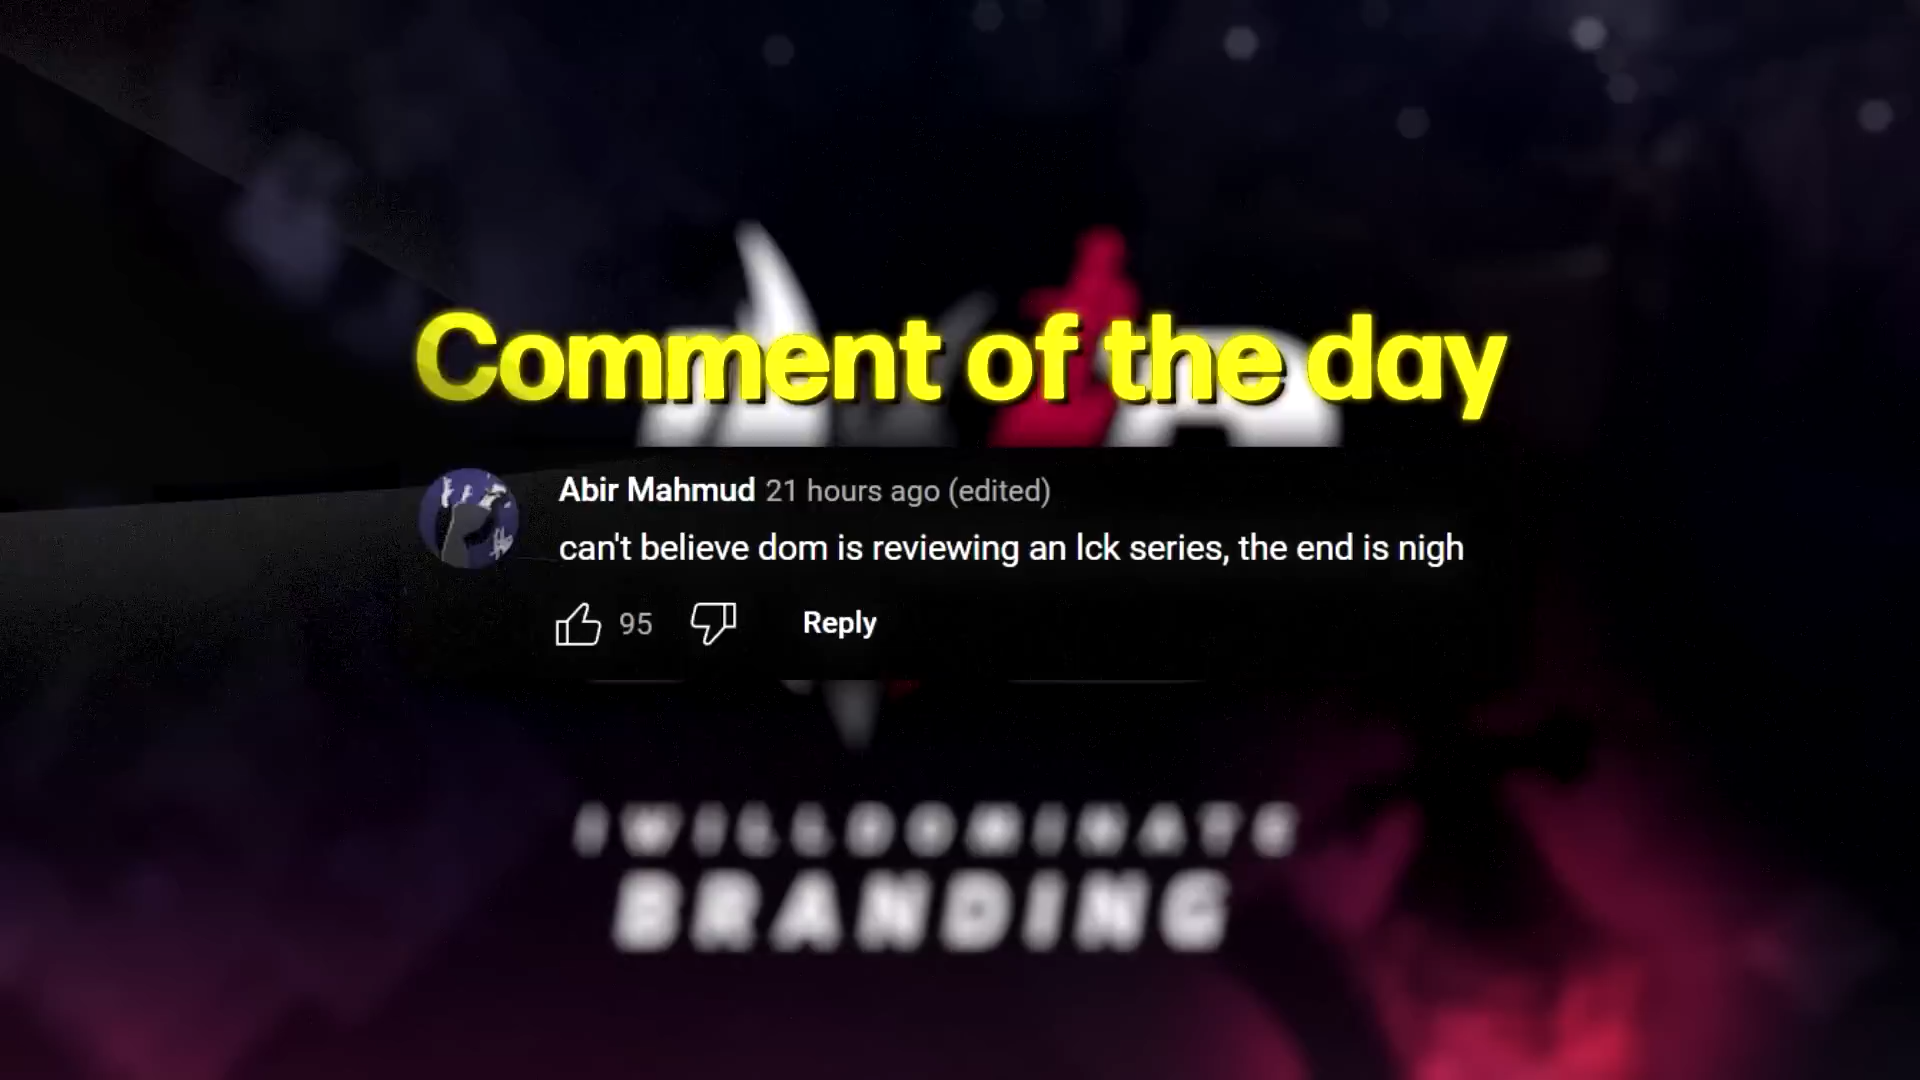 Comment of the day
Abir Mahmud 21 hours ago (edited)
can't believe dom is reviewing an lck series, the end is nigh
95 Reply
IWILLDOMINATE
BRANDING